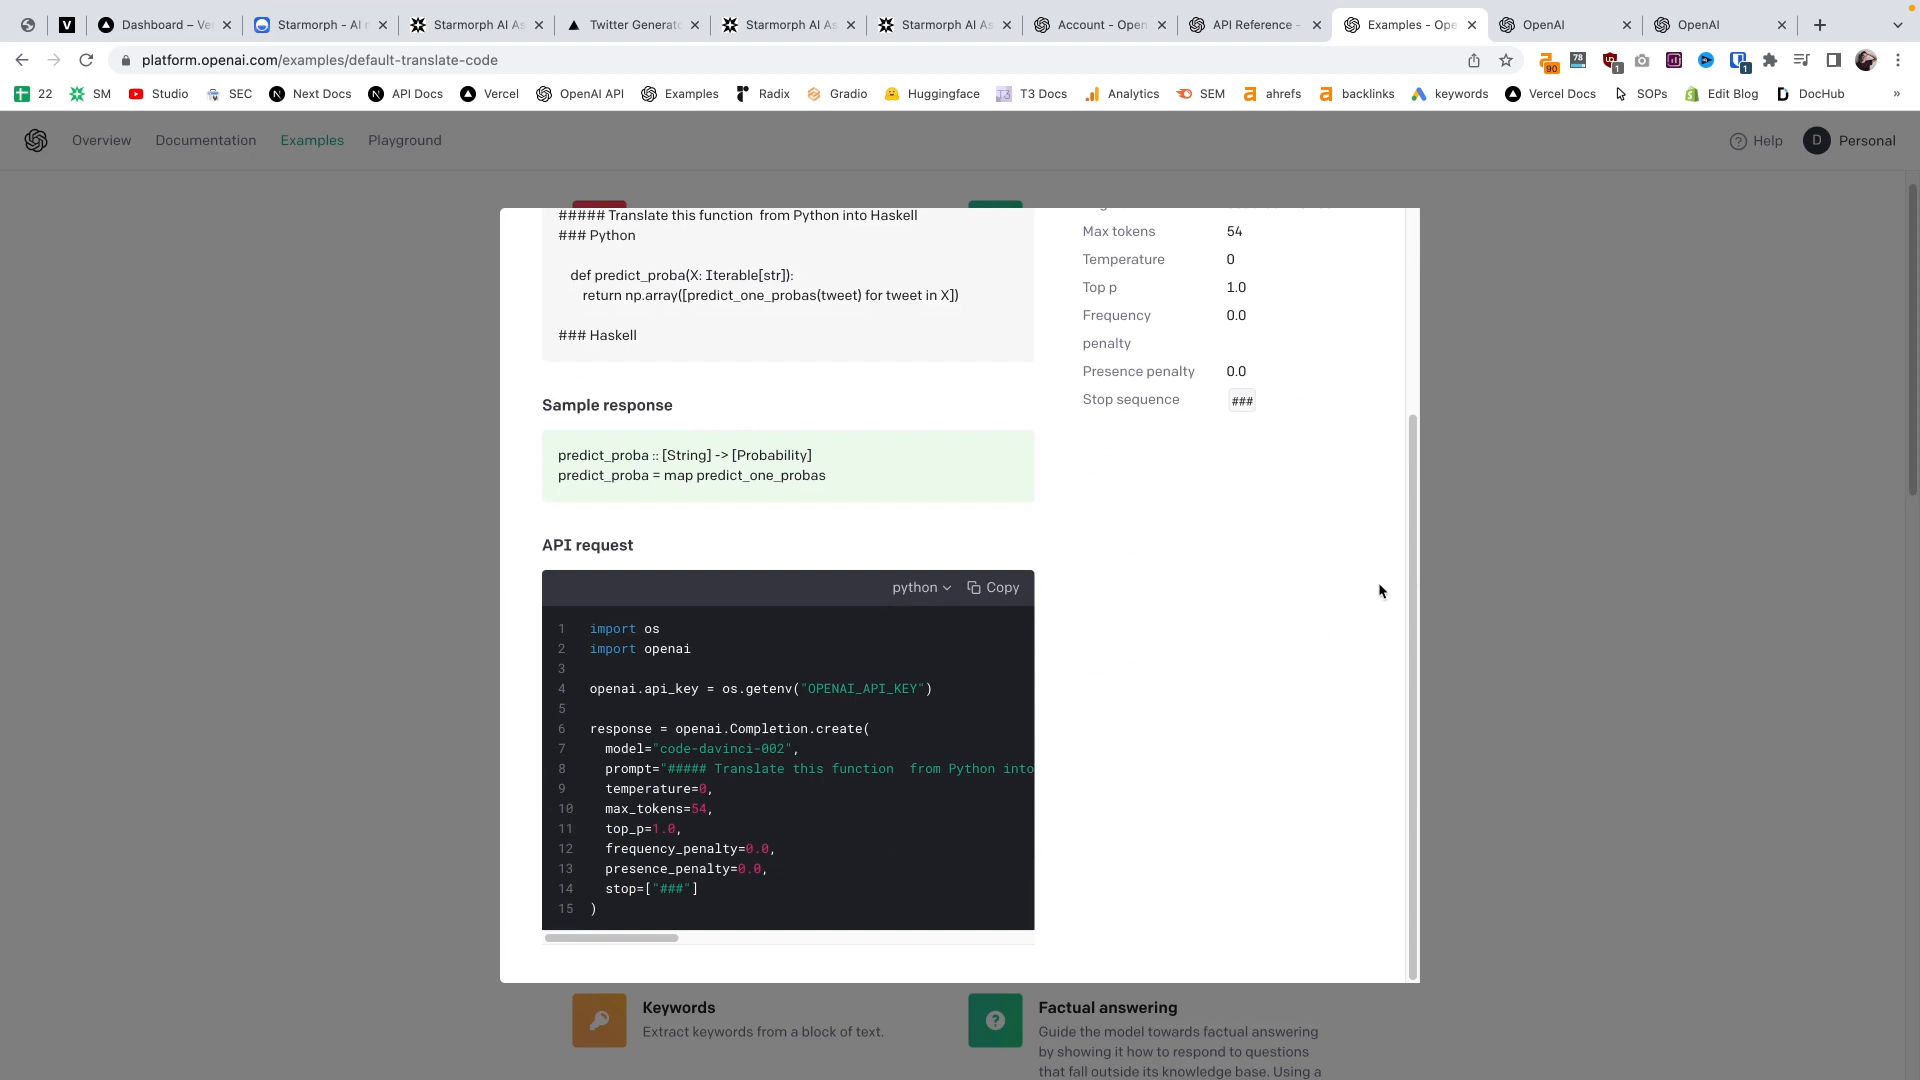 Dashboard – Ve
Starmorph - AI r
Starmorph AI As
Twitter Generato
Starmorph AI As
Starmorph AI As
Account - Open
API Reference -
Examples - Ope
OpenAI
OpenAI
platform.openai.com/examples/default-translate-code
90
78
1
1
22
SM
Studio
SEC
Next Docs
API Docs
Vercel
OpenAI API
Examples
Radix
Gradio
Huggingface
T3 Docs
Analytics
SEM
ahrefs
backlinks
keywords
Vercel Docs
SOPs
Edit Blog
DocHub
»
Overview
Documentation
Examples
Playground
Help
D
Personal
##### Translate this function  from Python into Haskell
### Python
def predict_proba(X: Iterable[str]):
return np.array([predict_one_probas(tweet) for tweet in X])
### Haskell
Max tokens 54
Temperature 0
Top p 1.0
Frequency 0.0
penalty
Presence penalty 0.0
Stop sequence ###
Sample response
predict_proba :: [String] -> [Probability]
predict_proba = map predict_one_probas
API request
python
Copy
1 import os
2 import openai
3
4 openai.api_key = os.getenv("OPENAI_API_KEY")
5
6 response = openai.Completion.create(
7 model="code-davinci-002",
8 prompt="##### Translate this function  from Python into
9 temperature=0,
10 max_tokens=54,
11 top_p=1.0,
12 frequency_penalty=0.0,
13 presence_penalty=0.0,
14 stop=["###"]
15 )
Keywords
Extract keywords from a block of text.
Factual answering
Guide the model towards factual answering
by showing it how to respond to questions
that fall outside its knowledge base. Using a